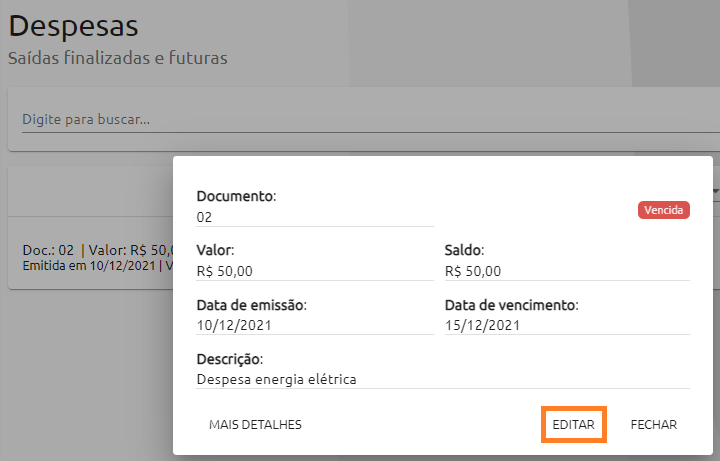 Despesas
Saídas finalizadas e futuras
Digite para buscar...
Doc.: 02 | Valor: R$ 50,0
Emitida em 10/12/2021 | V
Documento:
02
Vencida
Valor:
R$ 50,00
Saldo:
R$ 50,00
Data de emissão:
10/12/2021
Data de vencimento:
15/12/2021
Descrição:
Despesa energia elétrica
MAIS DETALHES
EDITAR
FECHAR